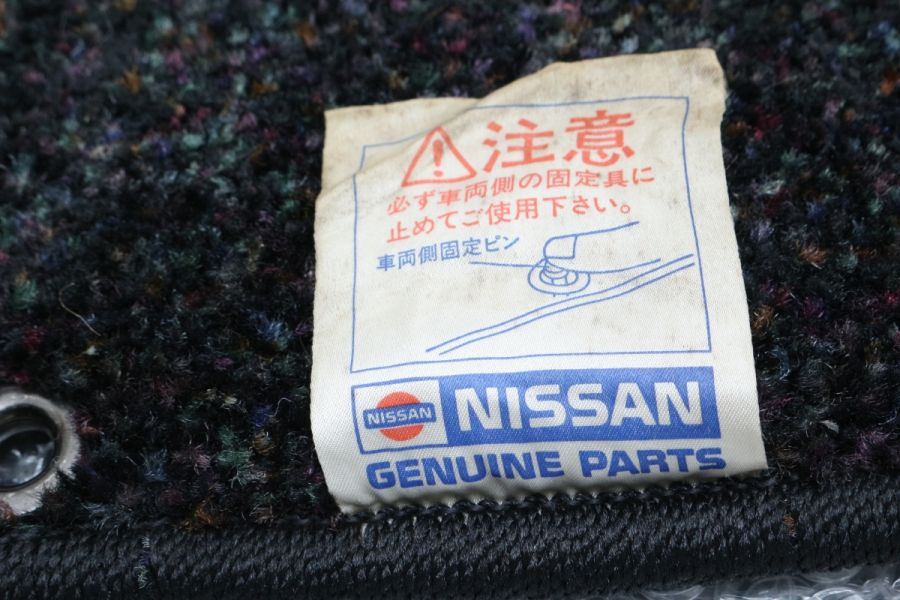 注意
必ず車両側の固定具に
止めてご使用下さい。
車両側固定ピン
NISSAN
NISSAN
GENUINE PARTS